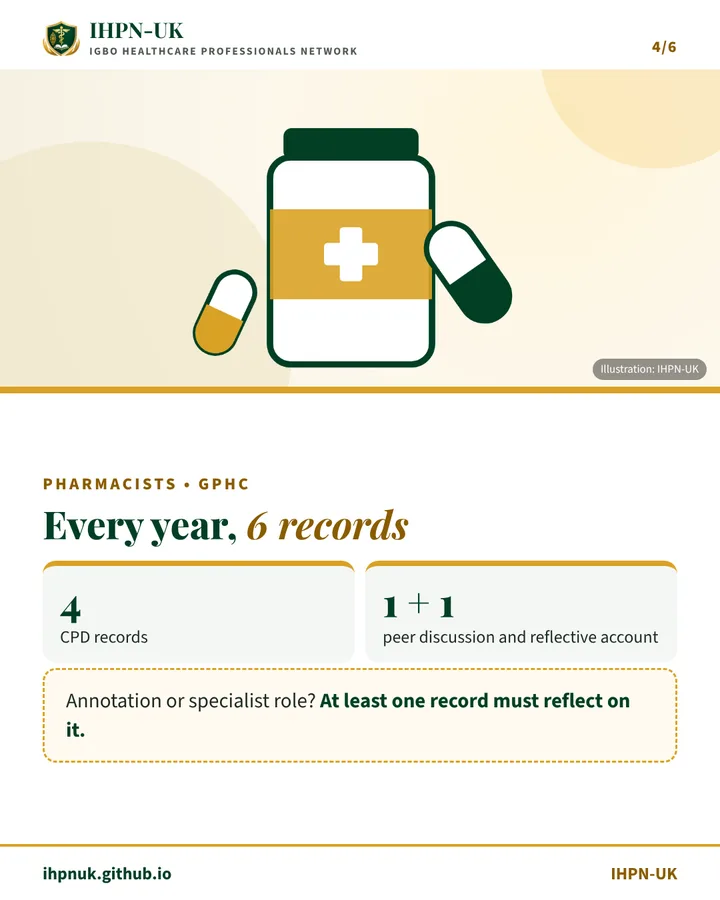 IHPN-UK
IGBO HEALTHCARE PROFESSIONALS NETWORK
4/6
Illustration: IHPN-UK
PHARMACISTS • GPHC
Every year, 6 records
4
CPD records
1 + 1
peer discussion and reflective account
Annotation or specialist role? At least one record must reflect on
it.
ihpnuk.github.io
IHPN-UK